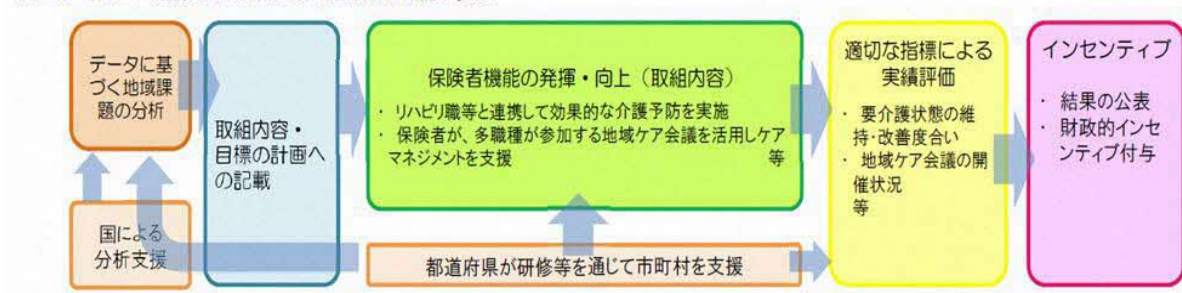 データに基
づく地域課
題の分析
国による
分析支援
取組内容・
目標の計画へ
の記載
保険者機能の発揮・向上（取組内容）
・ リハビリ職等と連携して効果的な介護予防を実施
・ 保険者が、多職種が参加する地域ケア会議を活用しケア
マネジメントを支援 等
都道府県が研修等を通じて市町村を支援
適切な指標による
実績評価
・ 要介護状態の維
持・改善度合い
・ 地域ケア会議の開
催状況
等
インセンティブ
・ 結果の公表
・ 財政的インセ
ンティブ付与